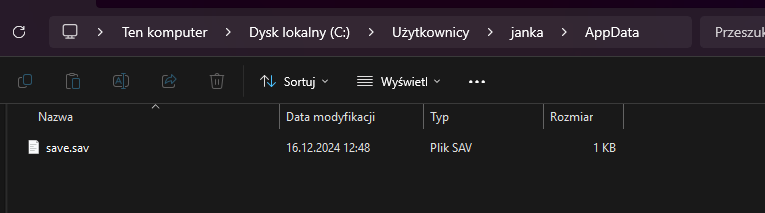 Ten komputer > Dysk lokalny (C:) > Użytkownicy > janka > AppData Przeszuk
Sortuj Wyświetl
Nazwa Data modyfikacji Typ Rozmiar
save.sav 16.12.2024 12:48 Plik SAV 1 KB